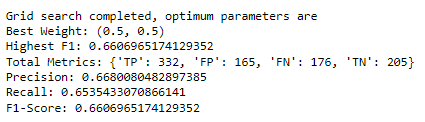 Grid search completed, optimum parameters are
Best Weight: (0.5, 0.5)
Highest F1: 0.6606965174129352
Total Metrics: {'TP': 332, 'FP': 165, 'FN': 176, 'TN': 205}
Precision: 0.6680080482897385
Recall: 0.6535433070866141
F1-Score: 0.6606965174129352